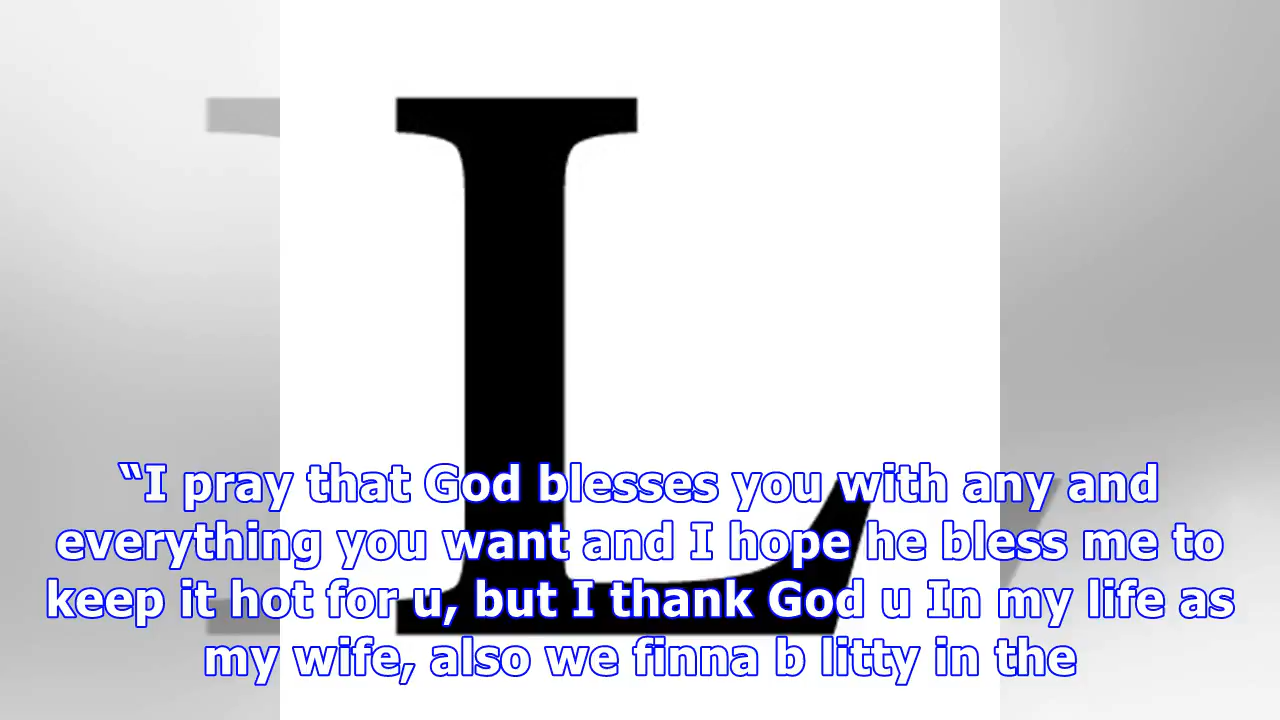 L
“I pray that God blesses you with any and
everything you want and I hope he bless me to
keep it hot for u, but I thank God u In my life as
my wife, also we finna b litty in the